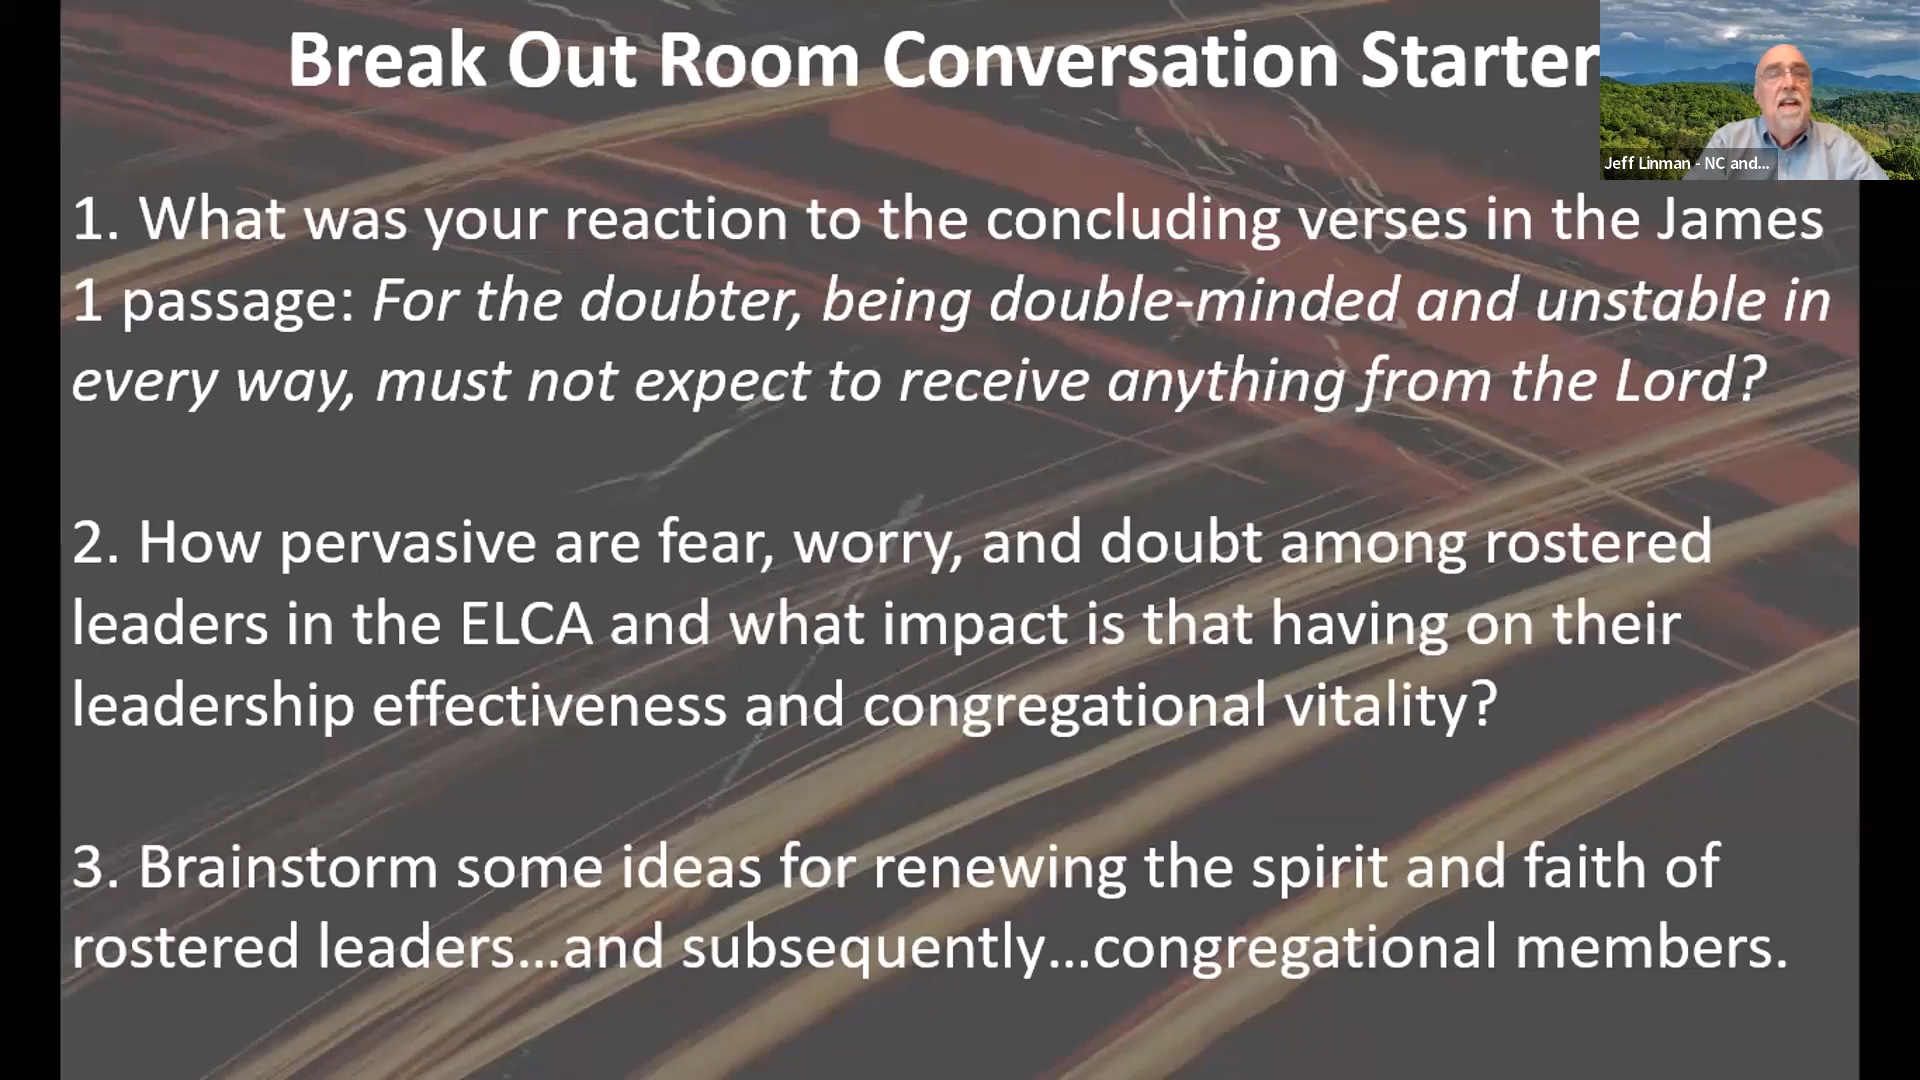 Break Out Room Conversation Starter
Jeff Linman - NC and...
1. What was your reaction to the concluding verses in the James
1 passage: For the doubter, being double-minded and unstable in
every way, must not expect to receive anything from the Lord?
2. How pervasive are fear, worry, and doubt among rostered
leaders in the ELCA and what impact is that having on their
leadership effectiveness and congregational vitality?
3. Brainstorm some ideas for renewing the spirit and faith of
rostered leaders...and subsequently...congregational members.